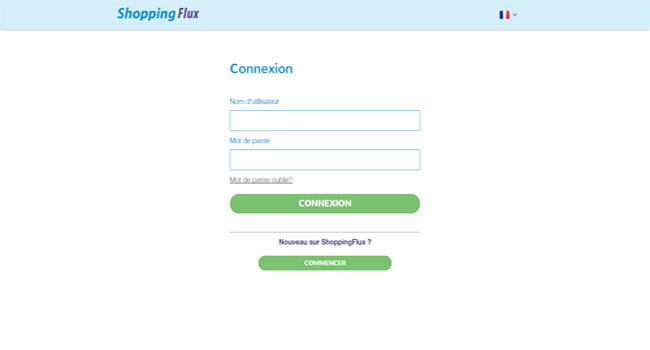 Shopping Flux
Connexion
Nom d'utilisateur
Mot de passe
Mot de passe oublié?
CONNEXION
Nouveau sur ShoppingFlux ?
COMMENCER